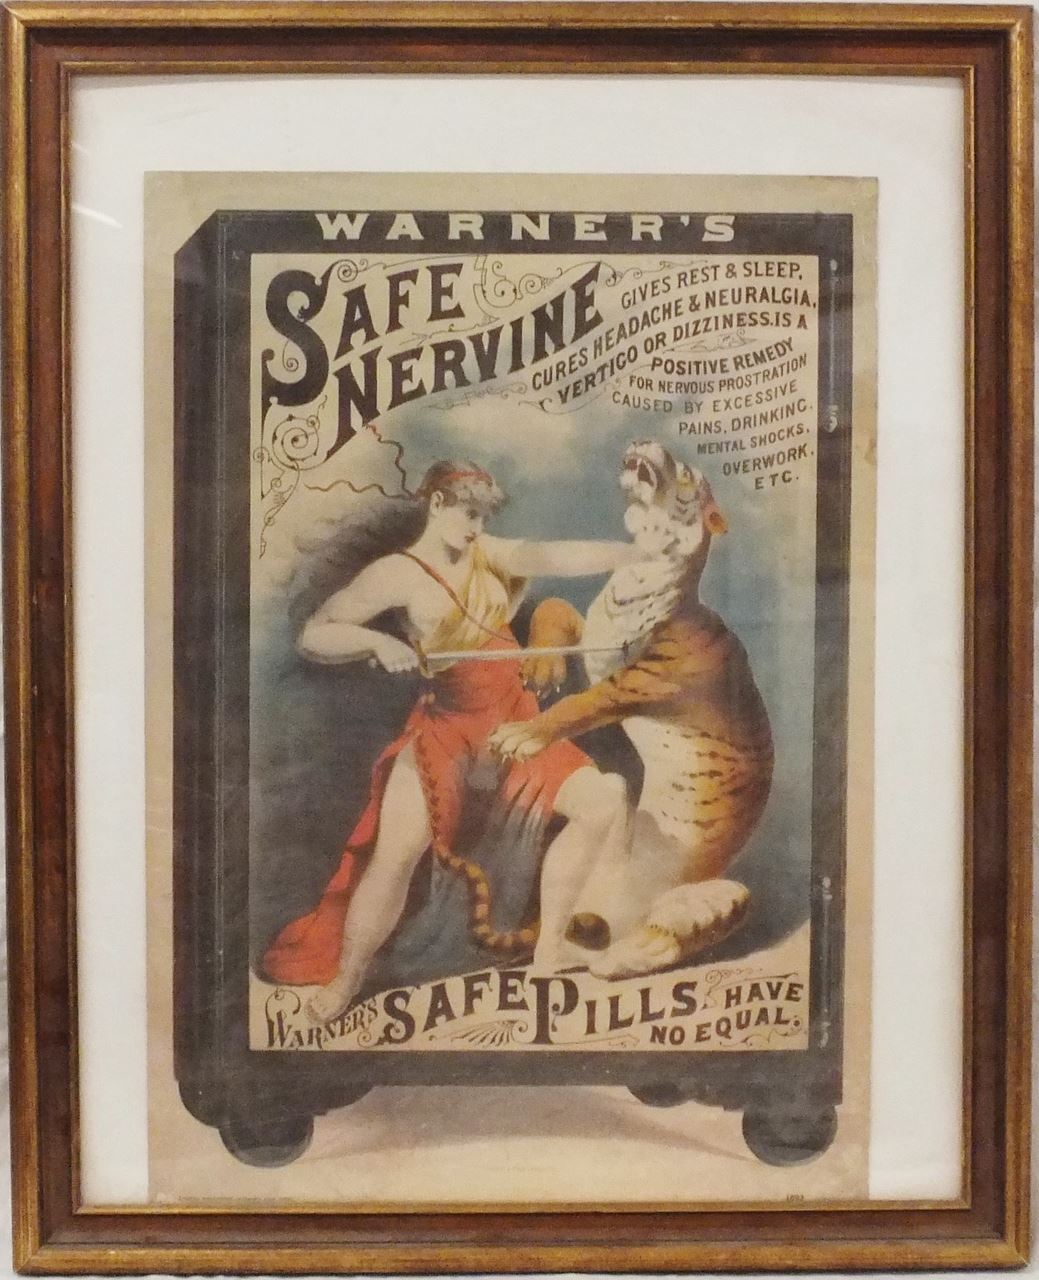 WARNER'S
SAFE
NERVINE
GIVES REST & SLEEP,
CURES HEADACHE & NEURALGIA,
VERTIGO OR DIZZINESS. IS A
POSITIVE REMEDY
FOR NERVOUS PROSTRATION
CAUSED BY EXCESSIVE
PAINS, DRINKING,
MENTAL SHOCKS,
OVERWORK,
ETC.
WARNER'S SAFE PILLS HAVE
NO EQUAL.